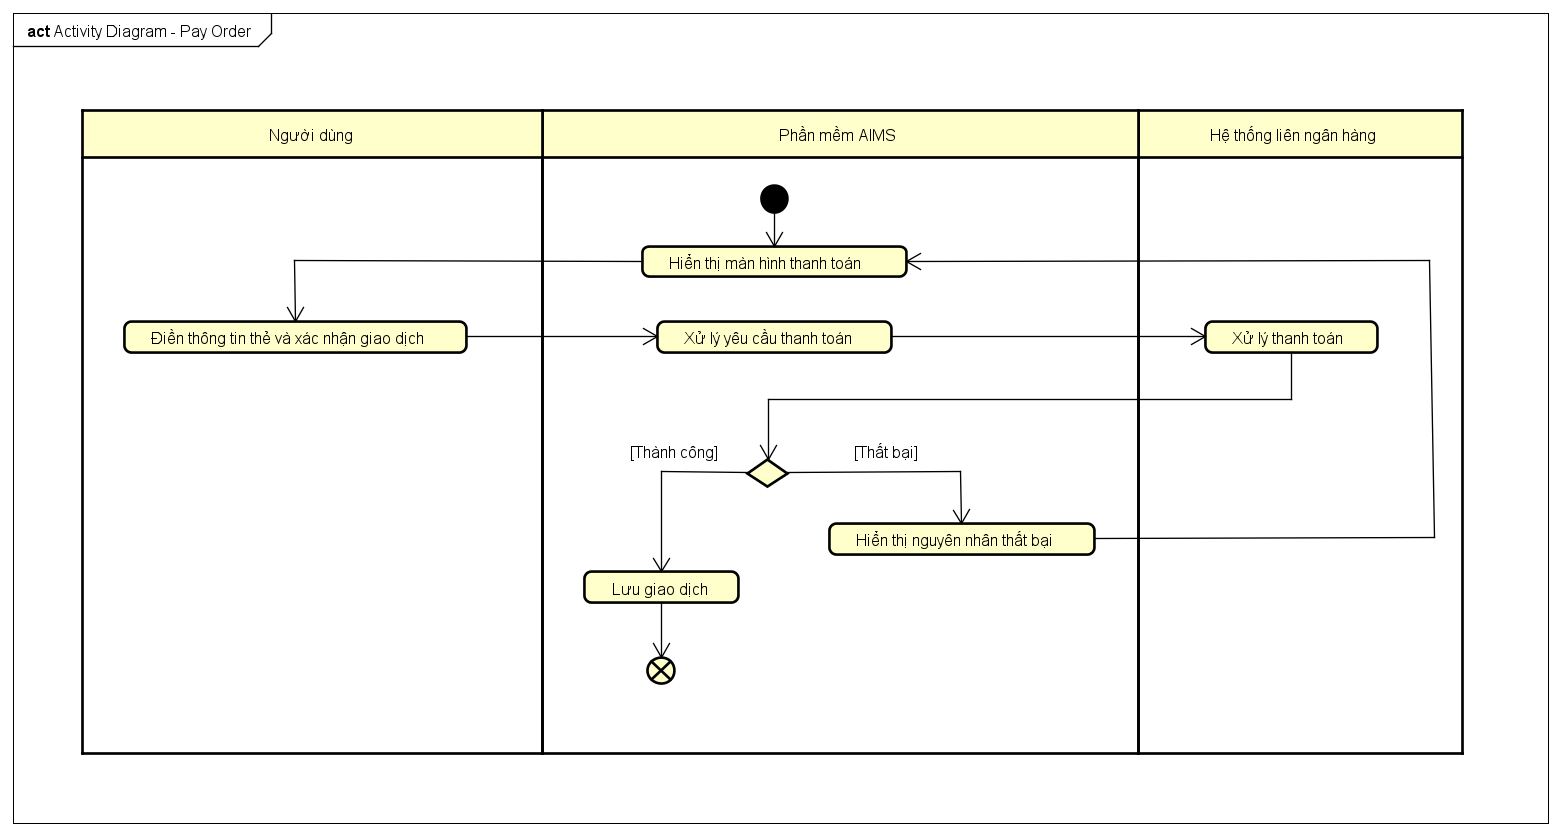 act Activity Diagram - Pay Order
Người dùng
Phần mềm AIMS
Hệ thống liên ngân hàng
Hiển thị màn hình thanh toán
Điền thông tin thẻ và xác nhận giao dịch
Xử lý yêu cầu thanh toán
Xử lý thanh toán
[Thành công]
[Thất bại]
Hiển thị nguyên nhân thất bại
Lưu giao dịch